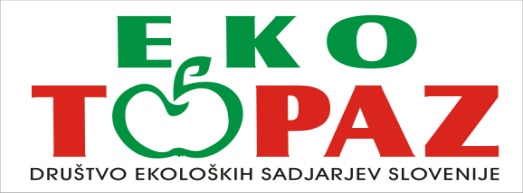 EKO
TOPAZ
DRUŠTVO EKOLOŠKIH SADJARJEV SLOVENIJE